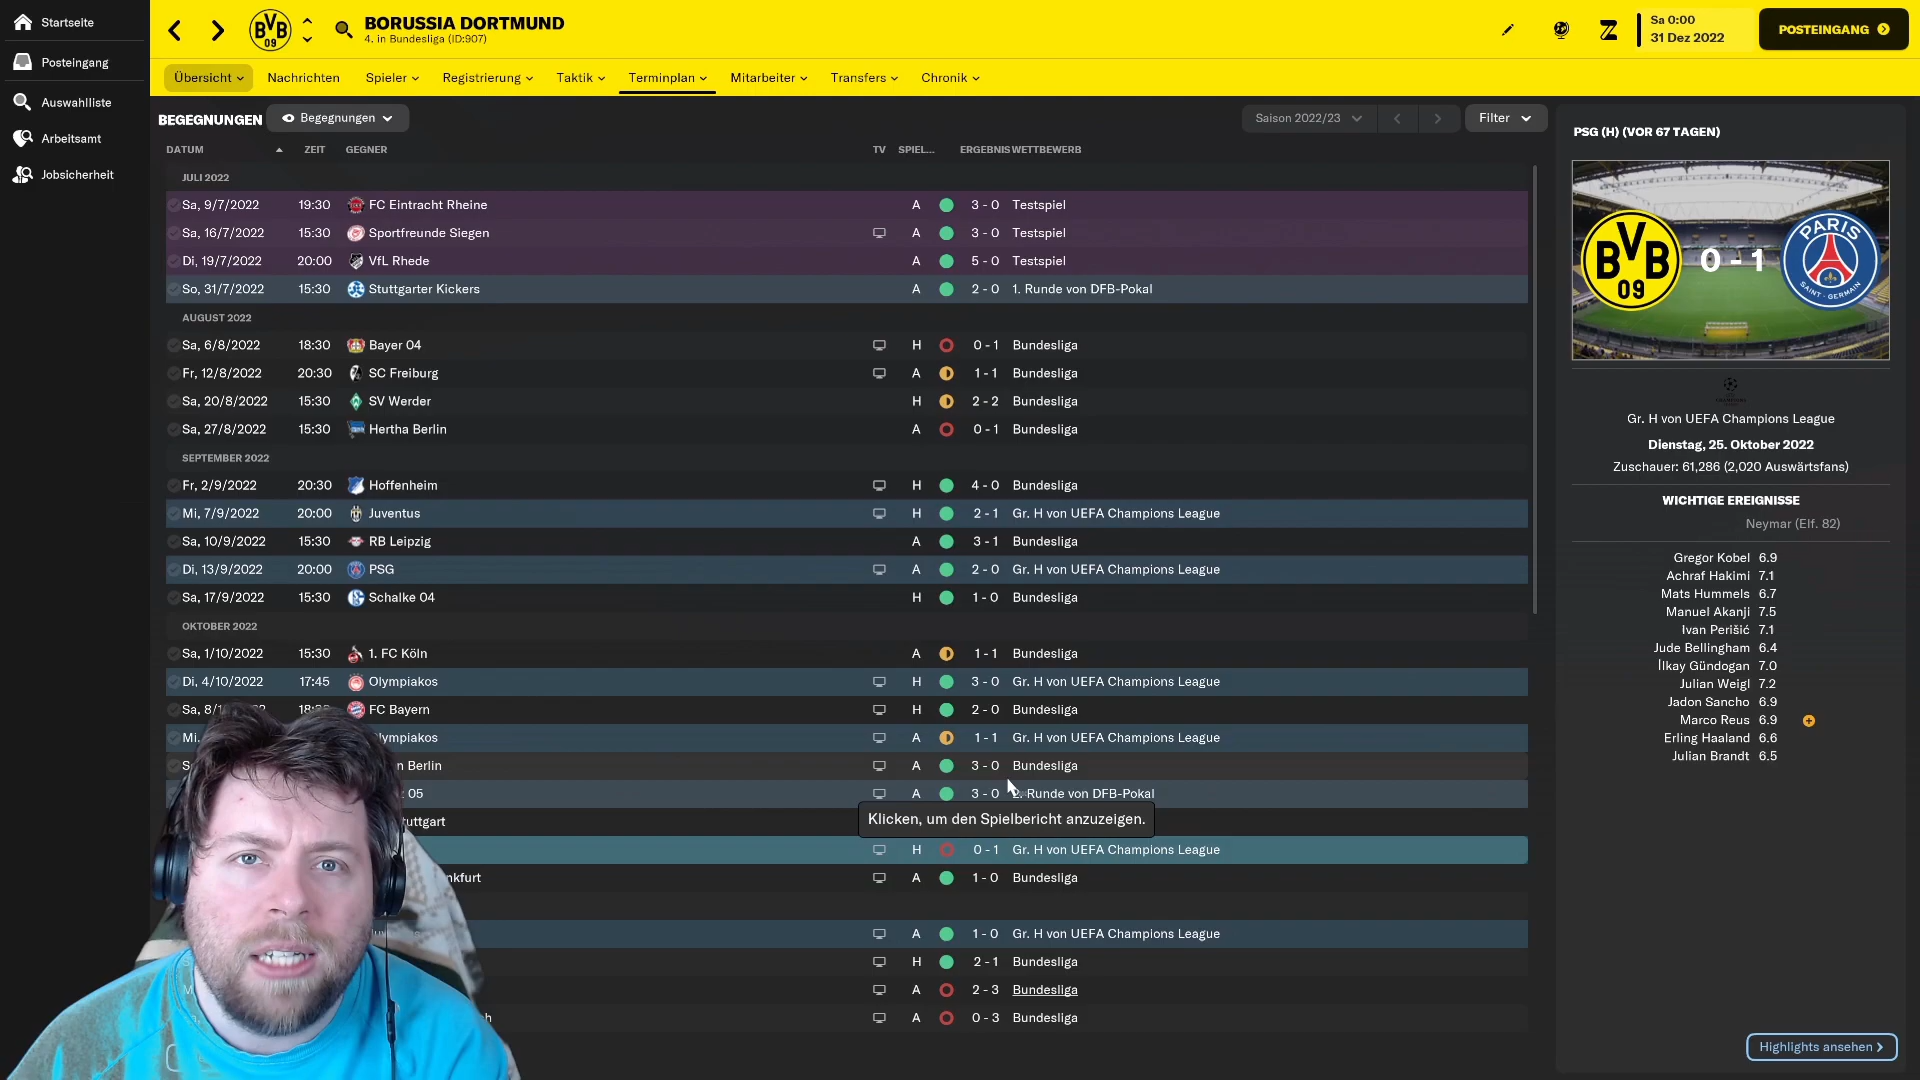 Startseite
Posteingang
Auswahlliste
Arbeitsamt
Jobsicherheit
BVB 09
BORUSSIA DORTMUND
4. in Bundesliga (ID:907)
Sa 0:00
31 Dez 2022
POSTEINGANG
Übersicht Nachrichten Spieler Registrierung Taktik Terminplan Mitarbeiter Transfers Chronik
BEGEGNUNGEN Begegnungen Saison 2022/23 Filter
DATUM ZEIT GEGNER TV SPIEL... ERGEBNIS WETTBEWERB
JULI 2022
Sa, 9/7/2022 19:30 FC Eintracht Rheine A 3 - 0 Testspiel
Sa, 16/7/2022 15:30 Sportfreunde Siegen A 3 - 0 Testspiel
Di, 19/7/2022 20:00 VfL Rhede A 5 - 0 Testspiel
So, 31/7/2022 15:30 Stuttgarter Kickers A 2 - 0 1. Runde von DFB-Pokal
AUGUST 2022
Sa, 6/8/2022 18:30 Bayer 04 H 0 - 1 Bundesliga
Fr, 12/8/2022 20:30 SC Freiburg A 1 - 1 Bundesliga
Sa, 20/8/2022 15:30 SV Werder H 2 - 2 Bundesliga
Sa, 27/8/2022 15:30 Hertha Berlin A 0 - 1 Bundesliga
SEPTEMBER 2022
Fr, 2/9/2022 20:30 Hoffenheim H 4 - 0 Bundesliga
Mi, 7/9/2022 20:00 Juventus H 2 - 1 Gr. H von UEFA Champions League
Sa, 10/9/2022 15:30 RB Leipzig A 3 - 1 Bundesliga
Di, 13/9/2022 20:00 PSG A 2 - 0 Gr. H von UEFA Champions League
Sa, 17/9/2022 15:30 Schalke 04 H 1 - 0 Bundesliga
OKTOBER 2022
Sa, 1/10/2022 15:30 1. FC Köln A 1 - 1 Bundesliga
Di, 4/10/2022 17:45 Olympiakos H 3 - 0 Gr. H von UEFA Champions League
Sa, 8/ FC Bayern H 2 - 0 Bundesliga
Mi. lympiakos A 1 - 1 Gr. H von UEFA Champions League
n Berlin A 3 - 0 Bundesliga
05 A 3 - 0 2. Runde von DFB-Pokal
tuttgart
Klicken, um den Spielbericht anzuzeigen.
H 0 - 1 Gr. H von UEFA Champions League
nkfurt A 1 - 0 Bundesliga
A 1 - 0 Gr. H von UEFA Champions League
H 2 - 1 Bundesliga
A 2 - 3 Bundesliga
h A 0 - 3 Bundesliga
PSG (H) (VOR 67 TAGEN)
BVB 09 0 - 1 PARIS SAINT-GERMAIN
Gr. H von UEFA Champions League
Dienstag, 25. Oktober 2022
Zuschauer: 61,286 (2,020 Auswärtsfans)
WICHTIGE EREIGNISSE
Neymar (Elf. 82)
Gregor Kobel 6.9
Achraf Hakimi 7.1
Mats Hummels 6.7
Manuel Akanji 7.5
Ivan Perišić 7.1
Jude Bellingham 6.4
İlkay Gündogan 7.0
Julian Weigl 7.2
Jadon Sancho 6.9
Marco Reus 6.9
Erling Haaland 6.6
Julian Brandt 6.5
Highlights ansehen